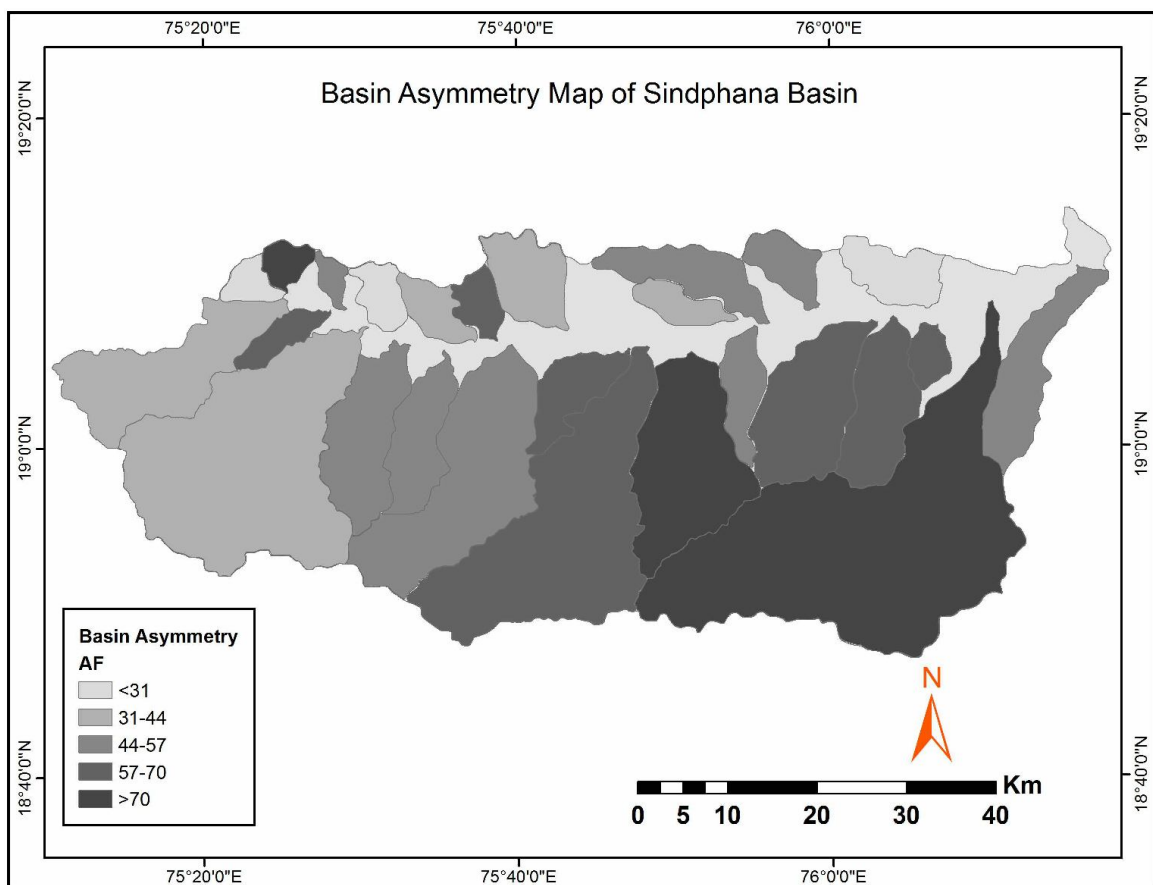 75°20'0"E 75°40'0"E 76°0'0"E
Basin Asymmetry Map of Sindphana Basin
19°20'0"N 19°20'0"N
19°0'0"N 19°0'0"N
18°40'0"N 18°40'0"N
Basin Asymmetry
AF
<31
31-44
44-57
57-70
>70
N
Km
0 5 10 20 30 40
75°20'0"E 75°40'0"E 76°0'0"E